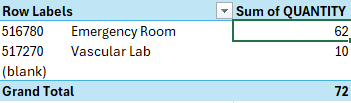 Row Labels Sum of QUANTITY
516780 Emergency Room 62
517270 Vascular Lab 10
(blank)
Grand Total 72